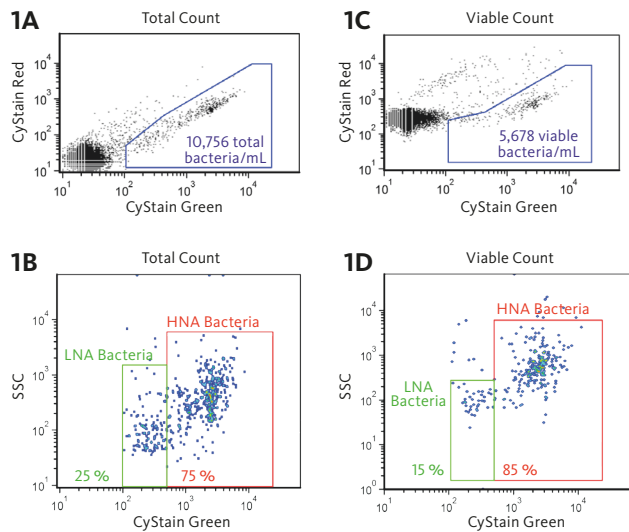 1A
Total Count
CyStain Red
10⁴
10³
10²
10¹
10,756 total
bacteria/mL
10¹ 10² 10³ 10⁴
CyStain Green
1C
Viable Count
CyStain Red
10⁴
10³
10²
10¹
5,678 viable
bacteria/mL
10¹ 10² 10³ 10⁴
CyStain Green
1B
Total Count
SSC
10⁴
10³
10²
10¹
HNA Bacteria
LNA Bacteria
25 %
75 %
10¹ 10² 10³ 10⁴
CyStain Green
1D
Viable Count
SSC
10⁴
10³
10²
10¹
10⁰
HNA Bacteria
LNA
Bacteria
15 %
85 %
10¹ 10² 10³ 10⁴
CyStain Green